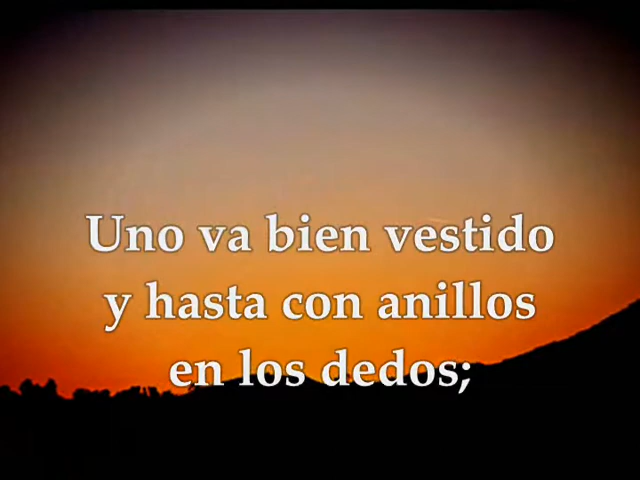 Uno va bien vestido
y hasta con anillos
en los dedos;